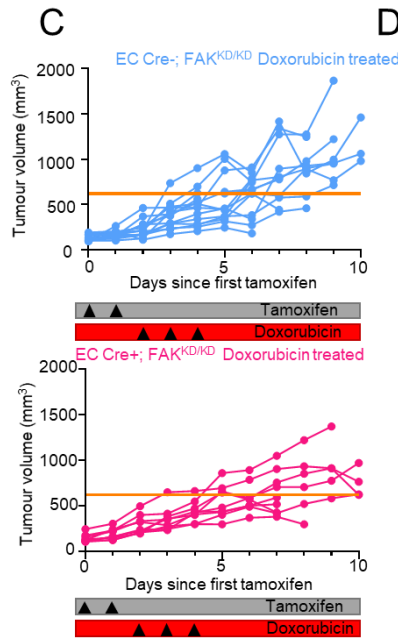 C D
EC Cre-; FAKKD/KD Doxorubicin treated
Tumour volume (mm3)
2000
1500
1000
500
0
0 5 10
Days since first tamoxifen
Tamoxifen
Doxorubicin
EC Cre+; FAKKD/KD Doxorubicin treated
Tumour volume (mm3)
2000
1500
1000
500
0
0 5 10
Days since first tamoxifen
Tamoxifen
Doxorubicin